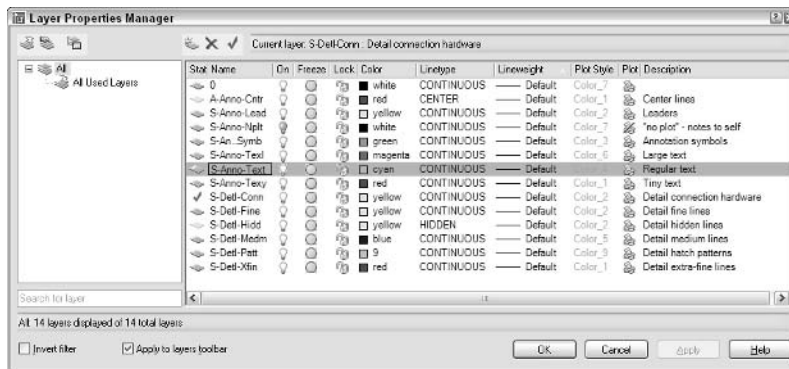 Layer Properties Manager
Current layer: S-Detl-Conn : Detail connection hardware
All
All Used Layers
Stat Name On Freeze Lock Color Linetype Lineweight Plot Style Plot Description
0 white CONTINUOUS Default Color_7
A-Anno-Cntr red CENTER Default Color_1 Center lines
S-Anno-Lead yellow CONTINUOUS Default Color_2 Leaders
S-Anno-Nplt white CONTINUOUS Default Color_7 "no plot" - notes to self
S-An...Symb green CONTINUOUS Default Color_3 Annotation symbols
S-Anno-Texl magenta CONTINUOUS Default Color_6 Large text
S-Anno-Text cyan CONTINUOUS Default Regular text
S-Anno-Texy red CONTINUOUS Default Color_1 Tiny text
S-Detl-Conn yellow CONTINUOUS Default Color_2 Detail connection hardware
S-Detl-Fine yellow CONTINUOUS Default Color_2 Detail fine lines
S-Detl-Hidd yellow HIDDEN Default Color_2 Detail hidden lines
S-Detl-Medm blue CONTINUOUS Default Color_5 Detail medium lines
S-Detl-Patt 9 CONTINUOUS Default Color_9 Detail hatch patterns
S-Detl-Xfin red CONTINUOUS Default Color_1 Detail extra-fine lines
Search for layer
All: 14 layers displayed of 14 total layers
Invert filter Apply to layers toolbar OK Cancel Apply Help